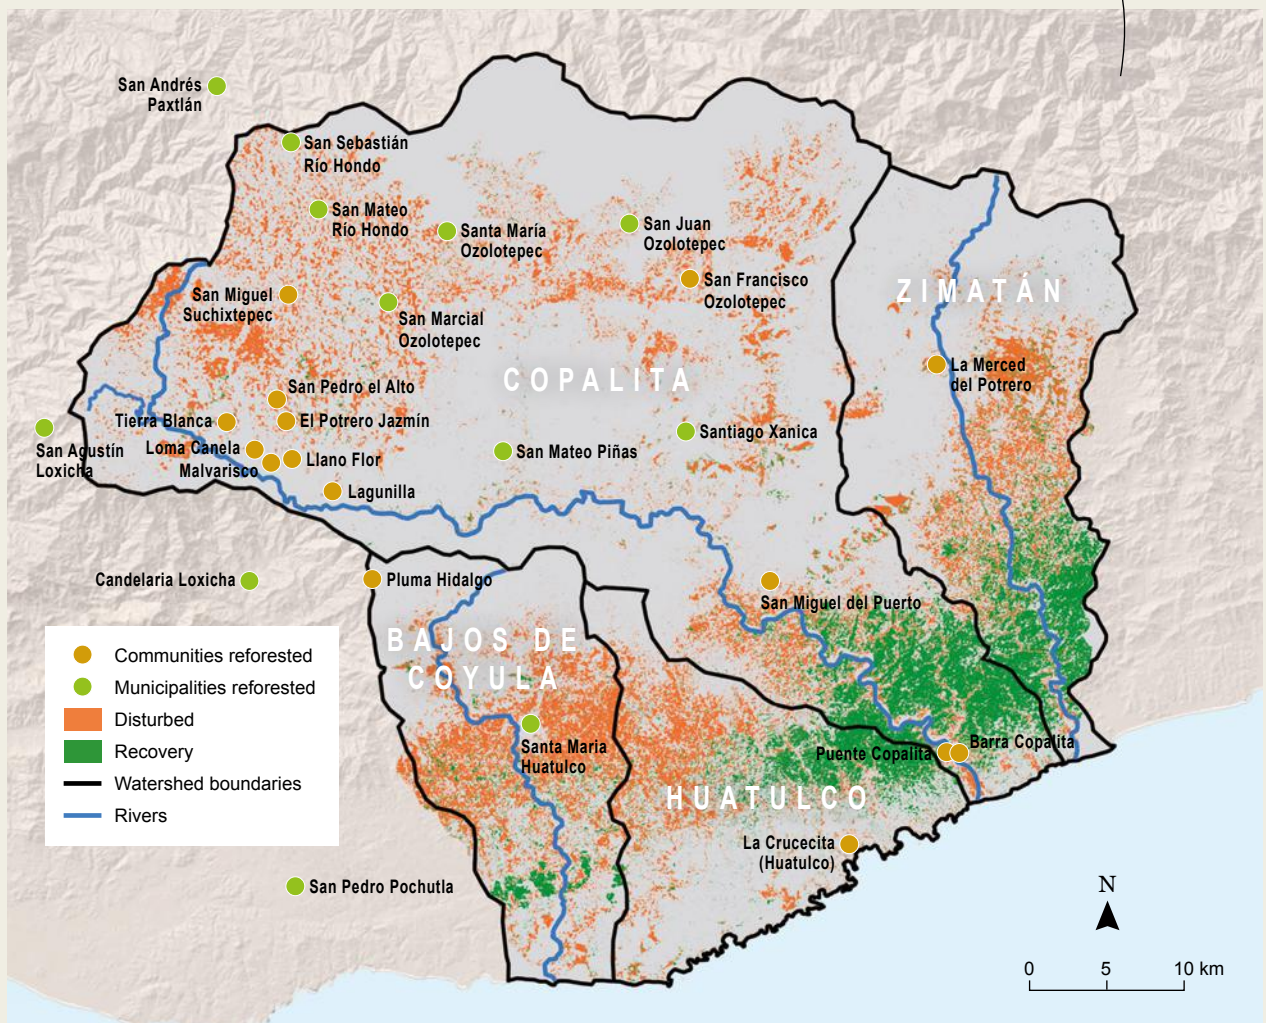 San Andrés
Paxtlán
San Sebastián
Río Hondo
San Mateo
Río Hondo
Santa María
Ozolotepec
San Juan
Ozolotepec
San Francisco
Ozolotepec
ZIMATÁN
San Miguel
Suchixtepec
San Marcial
Ozolotepec
La Merced
del Potrero
COPALITA
San Pedro el Alto
Tierra Blanca
El Potrero Jazmín
San Agustín
Loxicha
Loma Canela
Malvarisco
Llano Flor
San Mateo Piñas
Santiago Xanica
Lagunilla
Candelaria Loxicha
Pluma Hidalgo
San Miguel del Puerto
BAJOS DE
COYULA
Communities reforested
Municipalities reforested
Disturbed
Recovery
Watershed boundaries
Rivers
Santa Maria
Huatulco
Puente Copalita
Barra Copalita
HUATULCO
La Crucecita
(Huatulco)
San Pedro Pochutla
N
0 5 10 km